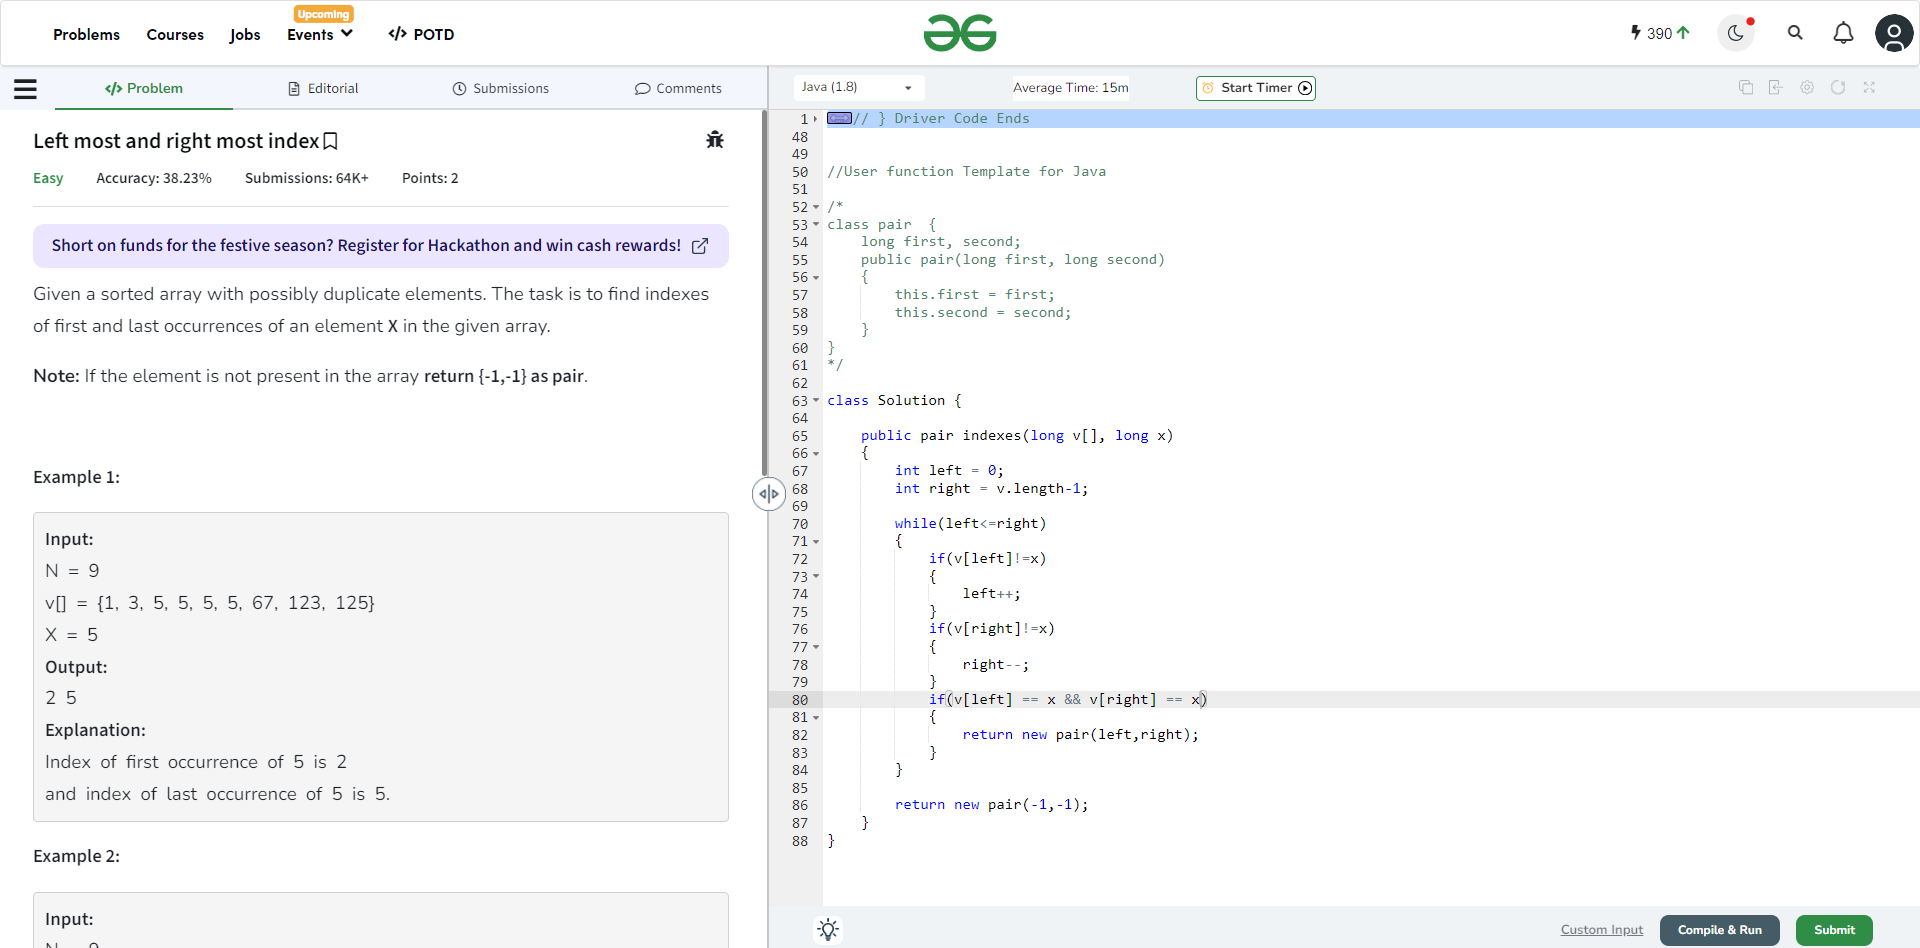 Problems Courses Jobs Upcoming Events POTD
390
Problem Editorial Submissions Comments
Left most and right most index
Easy Accuracy: 38.23% Submissions: 64K+ Points: 2
Short on funds for the festive season? Register for Hackathon and win cash rewards!
Given a sorted array with possibly duplicate elements. The task is to find indexes
of first and last occurrences of an element X in the given array.
Note: If the element is not present in the array return {-1,-1} as pair.
Example 1:
Input:
N = 9
v[] = {1, 3, 5, 5, 5, 5, 67, 123, 125}
X = 5
Output:
2 5
Explanation:
Index of first occurrence of 5 is 2
and index of last occurrence of 5 is 5.
Example 2:
Input:
N = 9
Java (1.8) Average Time: 15m Start Timer
1 // } Driver Code Ends
48
49
50 //User function Template for Java
51
52 /*
53 class pair  {
54     long first, second;
55     public pair(long first, long second)
56     {
57         this.first = first;
58         this.second = second;
59     }
60 }
61 */
62
63 class Solution {
64
65     public pair indexes(long v[], long x)
66     {
67         int left = 0;
68         int right = v.length-1;
69
70         while(left<=right)
71         {
72             if(v[left]!=x)
73             {
74                 left++;
75             }
76             if(v[right]!=x)
77             {
78                 right--;
79             }
80             if(v[left] == x && v[right] == x)
81             {
82                 return new pair(left,right);
83             }
84         }
85
86         return new pair(-1,-1);
87     }
88 }
Custom Input Compile & Run Submit